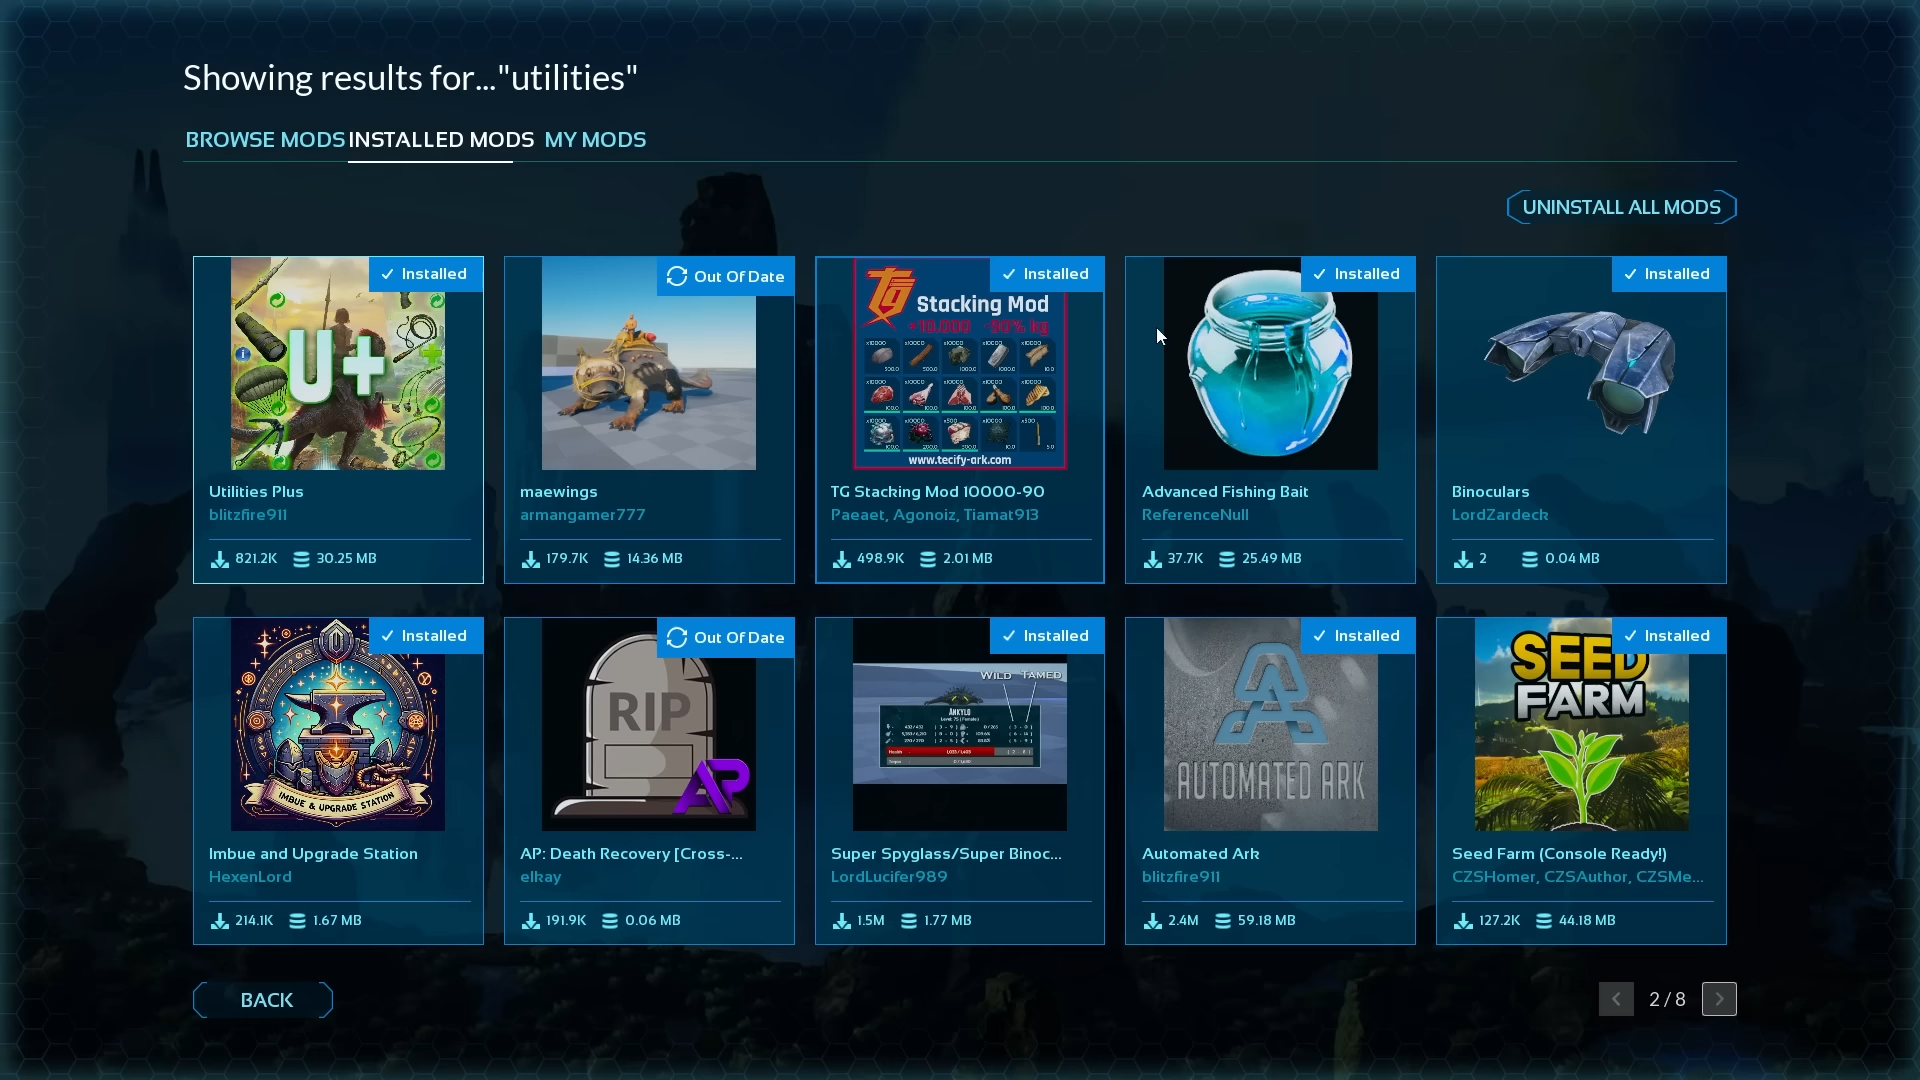 Showing results for..."utilities"
BROWSE MODS INSTALLED MODS MY MODS
UNINSTALL ALL MODS
Installed
U+
Utilities Plus
blitzfire911
821.2K 30.25 MB
Out Of Date
maewings
armangamer777
179.7K 14.36 MB
Installed
TG
Stacking Mod
+10.000 -90% kg
www.tecify-ark.com
TG Stacking Mod 10000-90
Paeaet, Agonoiz, Tiamat913
498.9K 2.01 MB
Installed
Advanced Fishing Bait
ReferenceNull
37.7K 25.49 MB
Installed
Binoculars
LordZardeck
2 0.04 MB
Installed
IMBUE & UPGRADE STATION
Imbue and Upgrade Station
HexenLord
214.1K 1.67 MB
Out Of Date
RIP
AP
AP: Death Recovery [Cross-...
elkay
191.9K 0.06 MB
Installed
WILD TAMED
ANKYLO
Super Spyglass/Super Binoc...
LordLucifer989
1.5M 1.77 MB
Installed
AUTOMATED ARK
Automated Ark
blitzfire911
2.4M 59.18 MB
Installed
SEED
FARM
Seed Farm (Console Ready!)
CZSHomer, CZSAuthor, CZSMe...
127.2K 44.18 MB
BACK
2 / 8